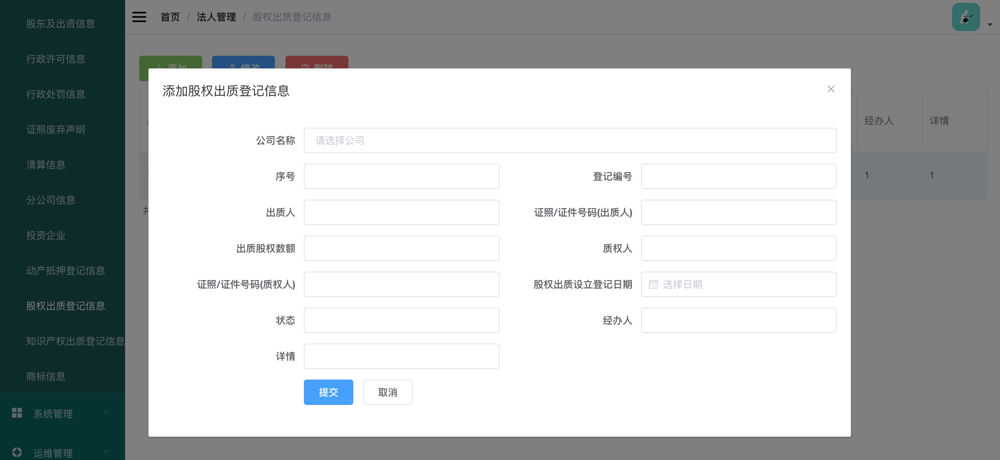 股东及出资信息
行政许可信息
行政处罚信息
证照废弃声明
清算信息
分公司信息
投资企业
动产抵押登记信息
股权出质登记信息
知识产权出质登记信息
商标信息
系统管理
运维管理
首页 / 法人管理 / 股权出质登记信息
添加 修改 删除
经办人 详情
1 1
共
添加股权出质登记信息
公司名称 请选择公司
序号 登记编号
出质人 证照/证件号码(出质人)
出质股权数额 质权人
证照/证件号码(质权人) 股权出质设立登记日期 选择日期
状态 经办人
详情
提交 取消